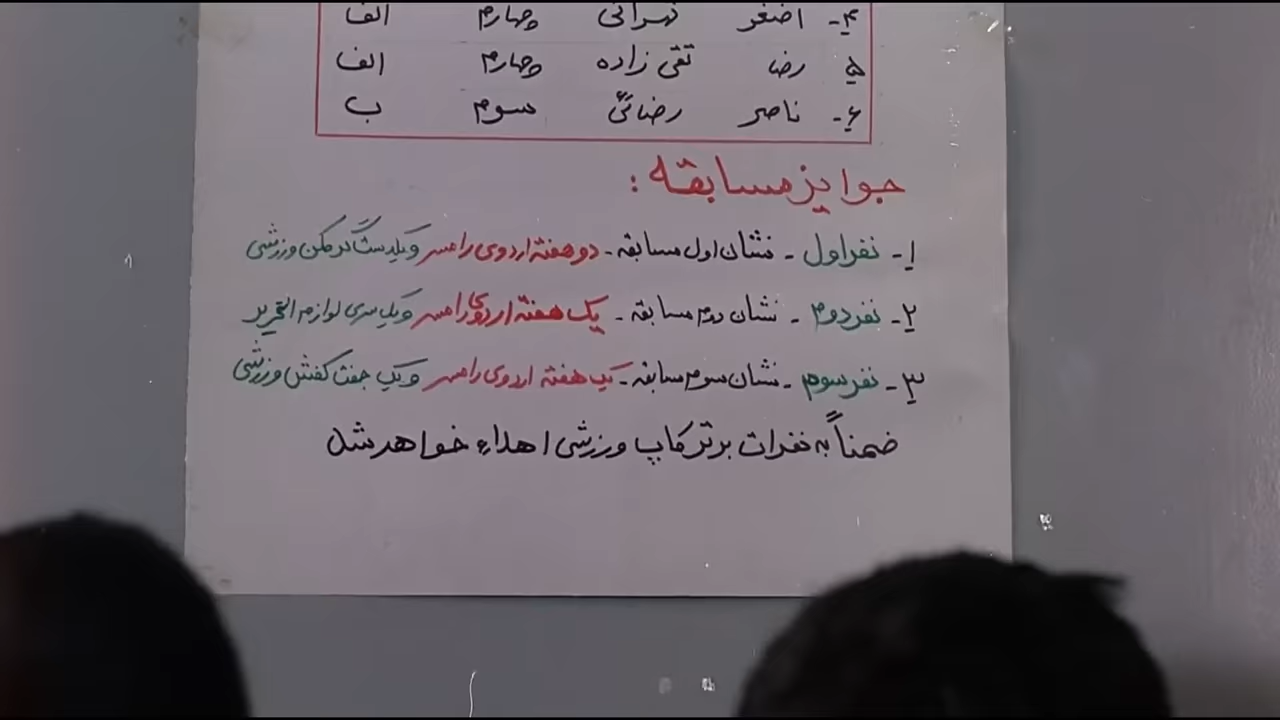 ۴- اصغر تهرانی چهارم الف
۵ رضا تقی زاده چهارم الف
۶- ناصر رضائی سوم ب
جوایز مسابقه :
۱- نفر اول - نشان اول مسابقه - دو هفته اردوی رامسر و یکدست گرمکن ورزشی
۲- نفر دوم - نشان دوم مسابقه - یک هفته اردوی رامسر و یک سری لوازم التحریر
۳- نفر سوم - نشان سوم مسابقه - یک هفته اردوی رامسر و یک جفت کفش ورزشی
ضمناً به نفرات برتر کاپ ورزشی اهداء خواهد شد